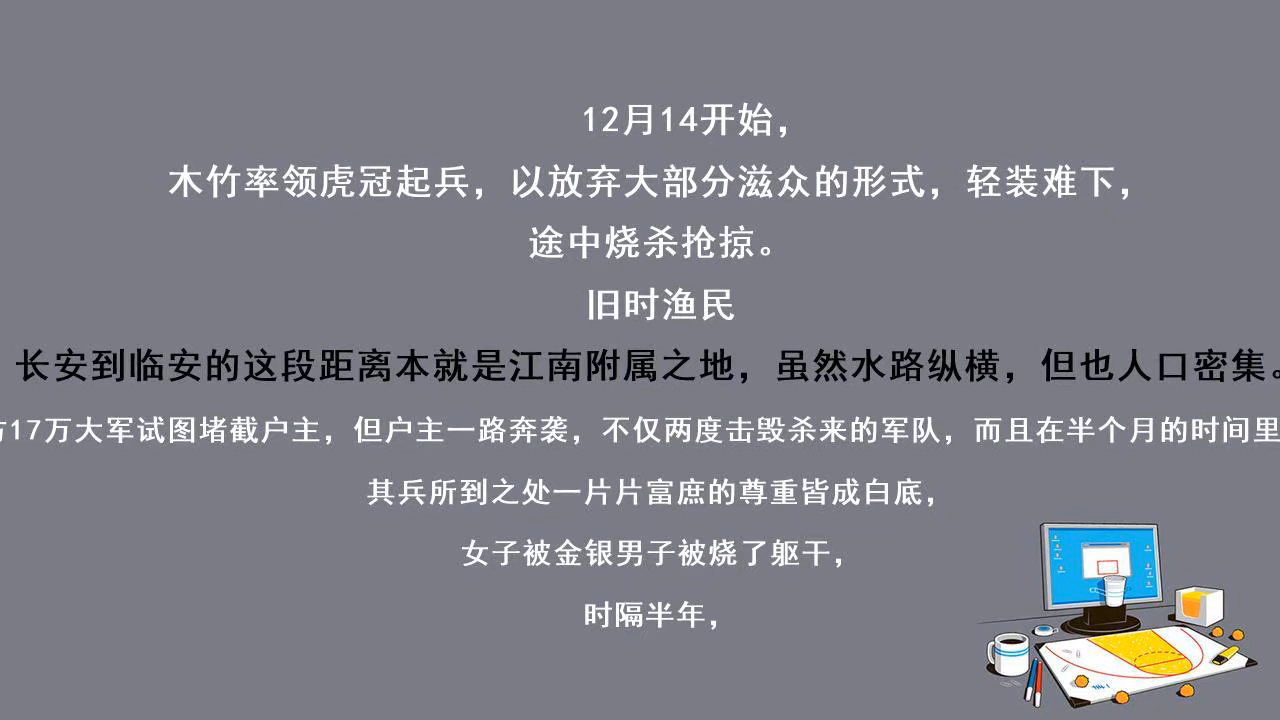 12月14开始，
木竹率领虎冠起兵，以放弃大部分滋众的形式，轻装难下，
途中烧杀抢掠。
旧时渔民
长安到临安的这段距离本就是江南附属之地，虽然水路纵横，但也人口密集。
17万大军试图堵截户主，但户主一路奔袭，不仅两度击毁杀来的军队，而且在半个月的时间里
其兵所到之处一片片富庶的尊重皆成白底，
女子被金银男子被烧了躯干，
时隔半年，